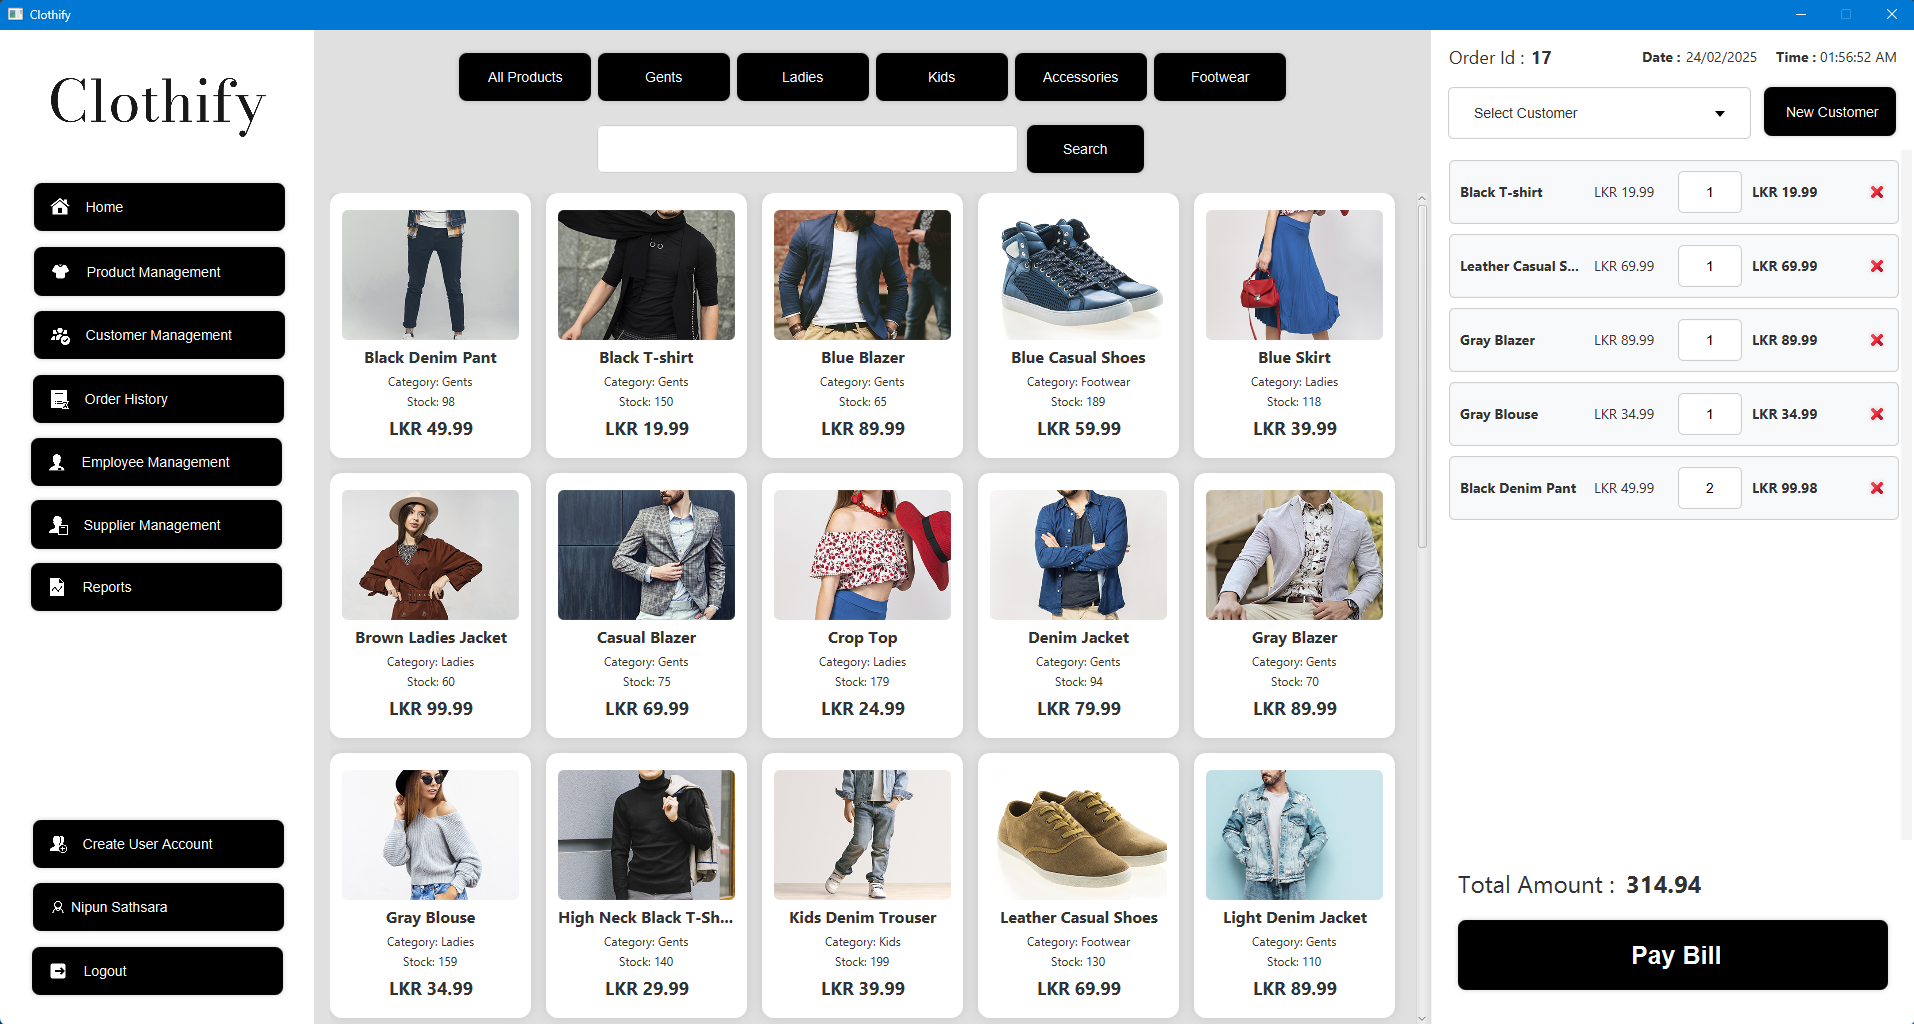 Clothify
Clothify
Home
Product Management
Customer Management
Order History
Employee Management
Supplier Management
Reports
Create User Account
Nipun Sathsara
Logout
All Products Gents Ladies Kids Accessories Footwear
Search
Black Denim Pant
Category: Gents
Stock: 98
LKR 49.99
Black T-shirt
Category: Gents
Stock: 150
LKR 19.99
Blue Blazer
Category: Gents
Stock: 65
LKR 89.99
Blue Casual Shoes
Category: Footwear
Stock: 189
LKR 59.99
Blue Skirt
Category: Ladies
Stock: 118
LKR 39.99
Brown Ladies Jacket
Category: Ladies
Stock: 60
LKR 99.99
Casual Blazer
Category: Gents
Stock: 75
LKR 69.99
Crop Top
Category: Ladies
Stock: 179
LKR 24.99
Denim Jacket
Category: Gents
Stock: 94
LKR 79.99
Gray Blazer
Category: Gents
Stock: 70
LKR 89.99
Gray Blouse
Category: Ladies
Stock: 159
LKR 34.99
High Neck Black T-Sh...
Category: Gents
Stock: 140
LKR 29.99
Kids Denim Trouser
Category: Kids
Stock: 199
LKR 39.99
Leather Casual Shoes
Category: Footwear
Stock: 130
LKR 69.99
Light Denim Jacket
Category: Gents
Stock: 110
LKR 89.99
Order Id : 17 Date : 24/02/2025 Time : 01:56:52 AM
Select Customer New Customer
Black T-shirt LKR 19.99 1 LKR 19.99
Leather Casual S... LKR 69.99 1 LKR 69.99
Gray Blazer LKR 89.99 1 LKR 89.99
Gray Blouse LKR 34.99 1 LKR 34.99
Black Denim Pant LKR 49.99 2 LKR 99.98
Total Amount : 314.94
Pay Bill